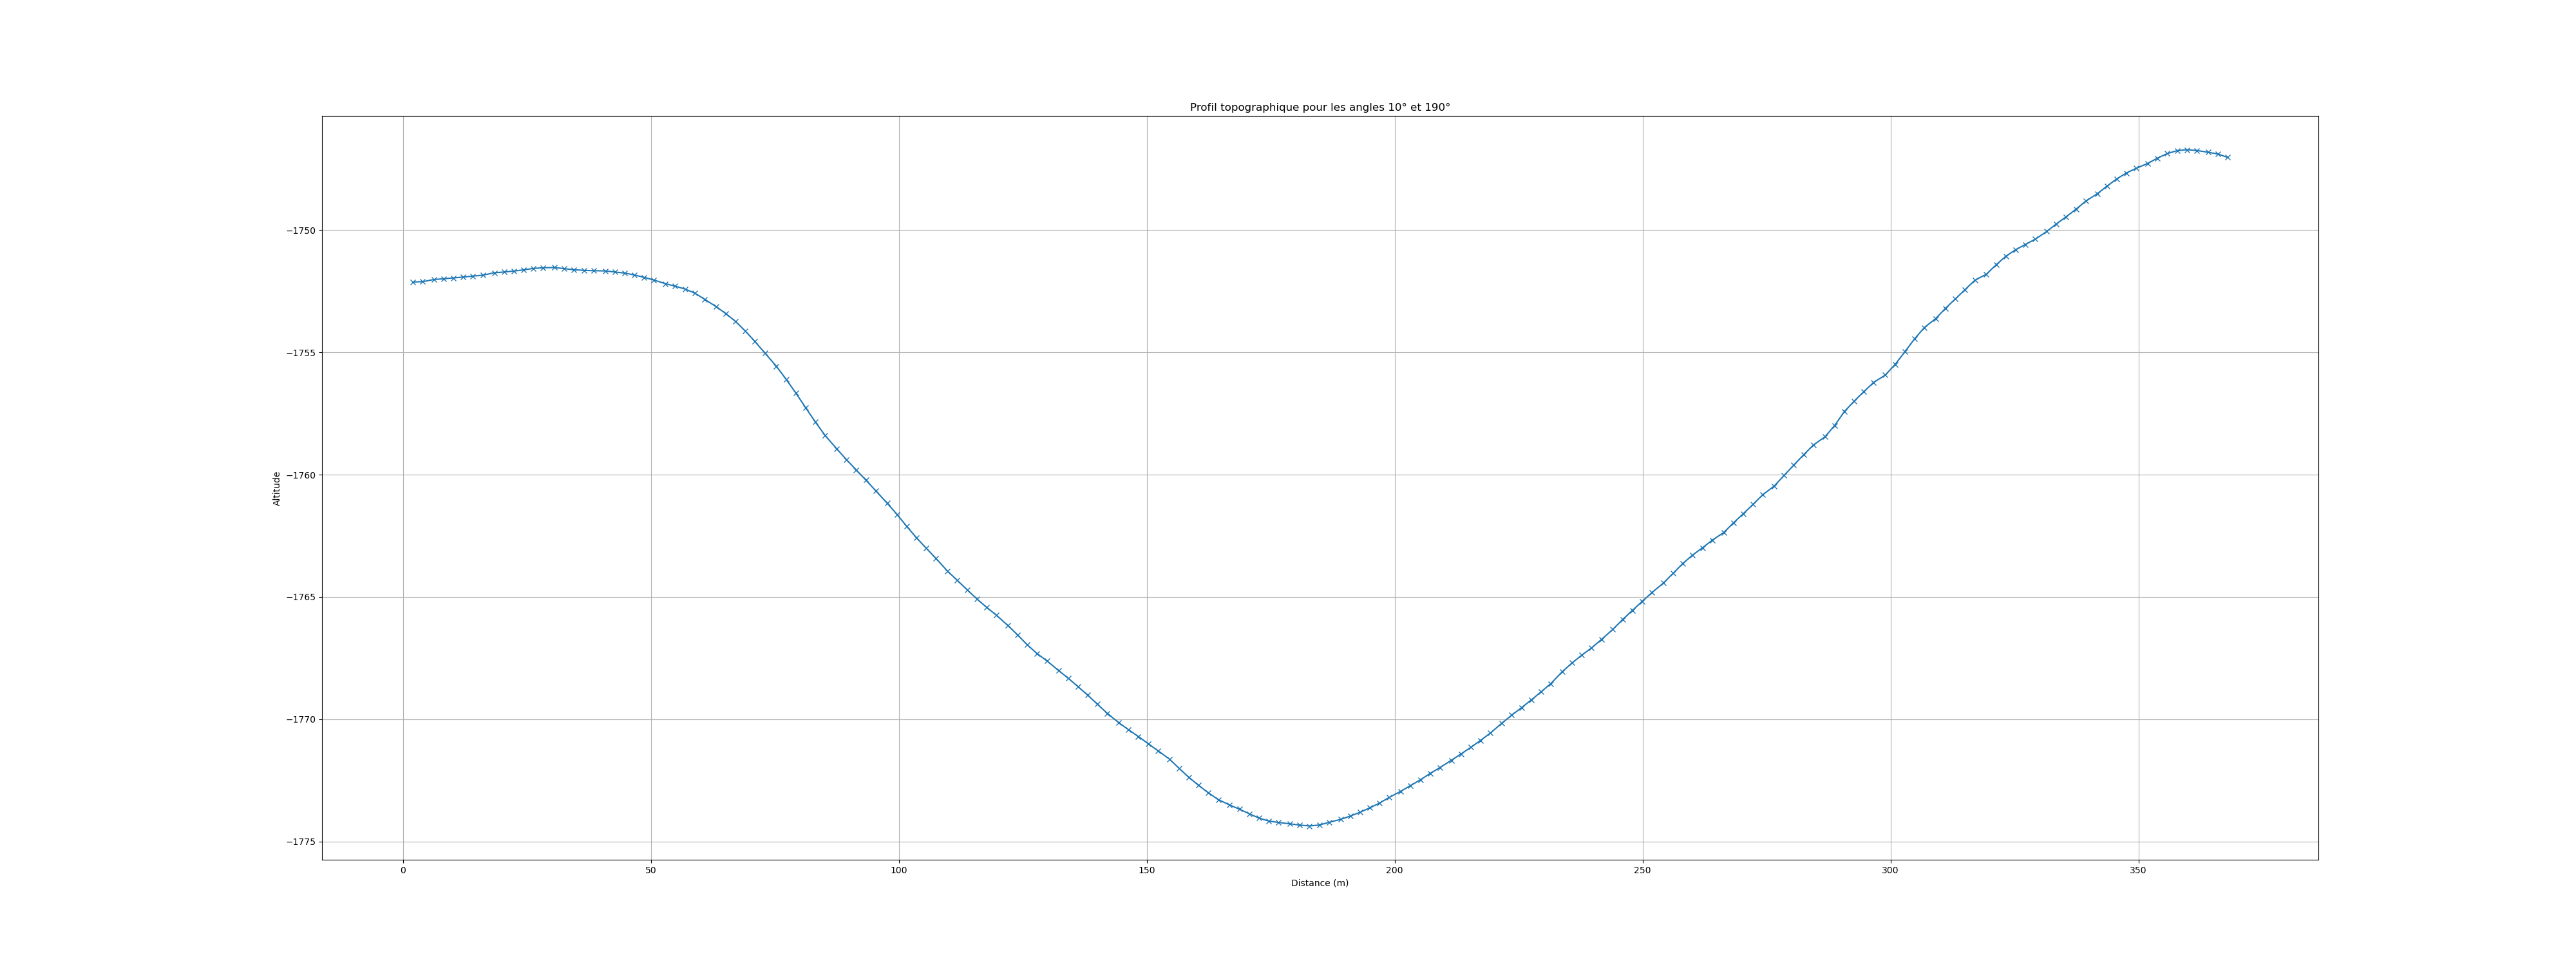 Profil topographique pour les angles 10° et 190°
−1750
−1755
−1760
Altitude
−1765
−1770
−1775
0 50 100 150 200 250 300 350
Distance (m)